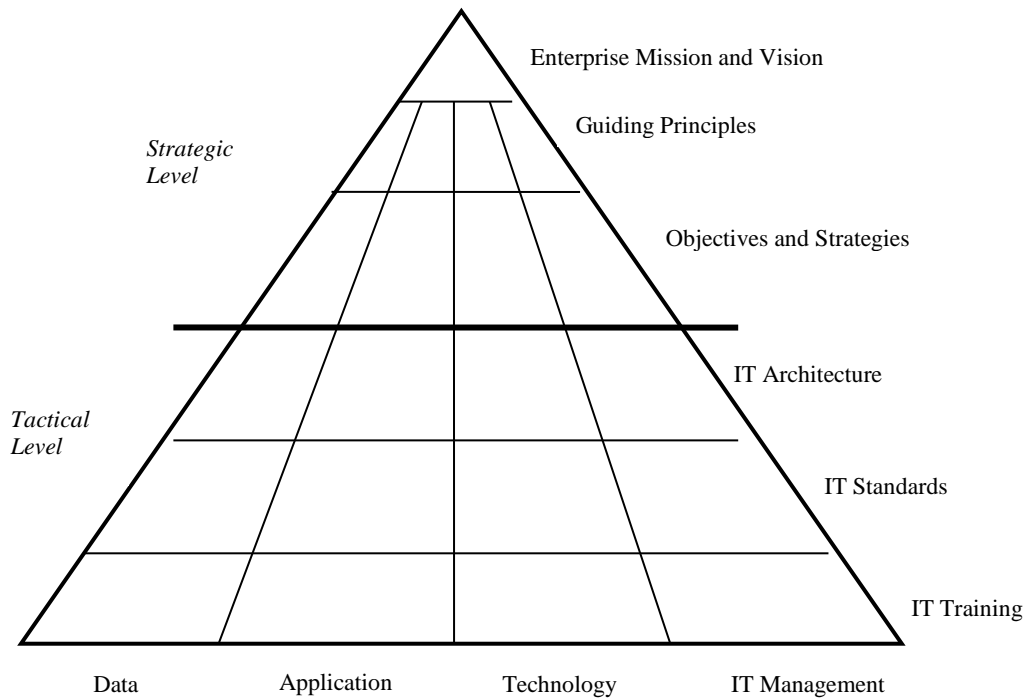 Enterprise Mission and Vision
Guiding Principles
Strategic
Level
Objectives and Strategies
IT Architecture
Tactical
Level
IT Standards
IT Training
Data
Application
Technology
IT Management